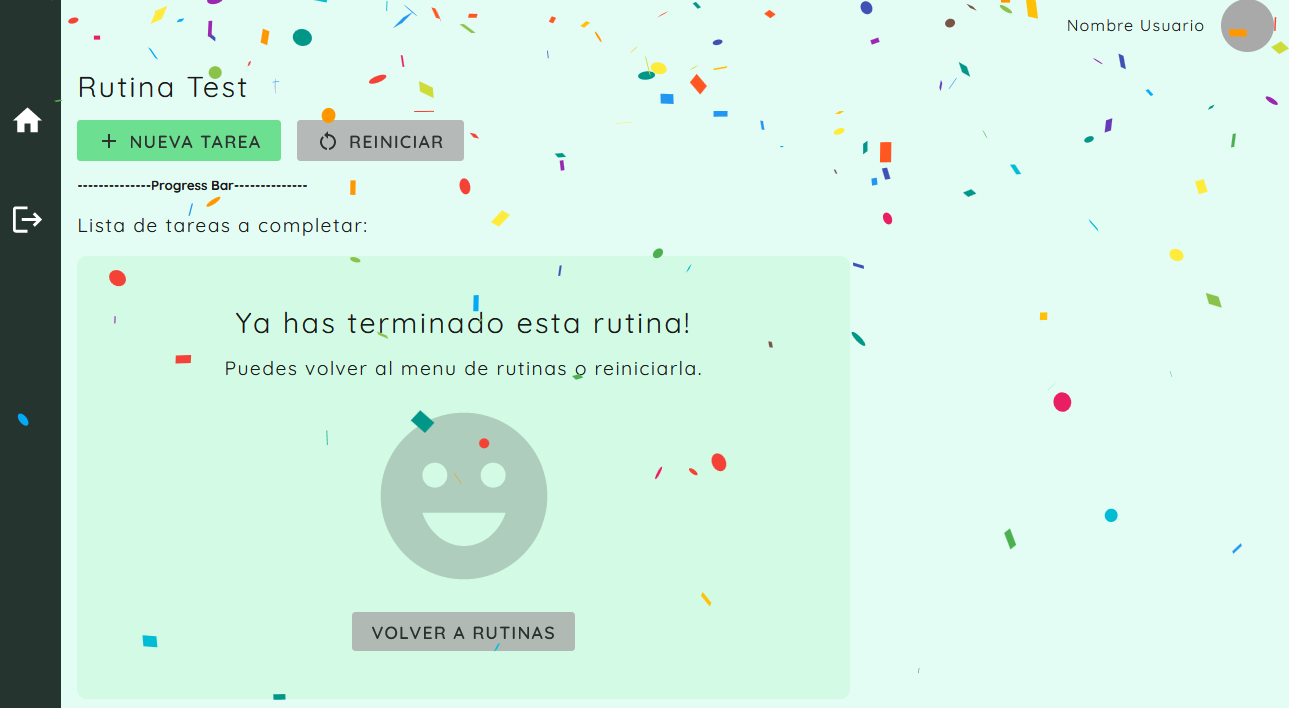 Nombre Usuario
Rutina Test
NUEVA TAREA
REINICIAR
--------------Progress Bar--------------
Lista de tareas a completar:
Ya has terminado esta rutina!
Puedes volver al menu de rutinas o reiniciarla.
VOLVER A RUTINAS